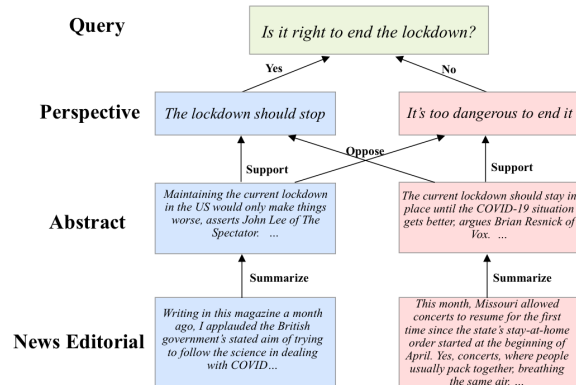 Query
Is it right to end the lockdown?
Yes
No
Perspective
The lockdown should stop
It's too dangerous to end it
Oppose
Support
Support
Abstract
Maintaining the current lockdown
in the US would only make things
worse, asserts John Lee of The
Spectator. ...
The current lockdown should stay in
place until the COVID-19 situation
gets better, argues Brian Resnick of
Vox. ...
Summarize
Summarize
News Editorial
Writing in this magazine a month
ago, I applauded the British
government's stated aim of trying
to follow the science in dealing
with COVID...
This month, Missouri allowed
concerts to resume for the first
time since the state's stay-at-home
order started at the beginning of
April. Yes, concerts, where people
usually pack together, breathing
the same air. ...